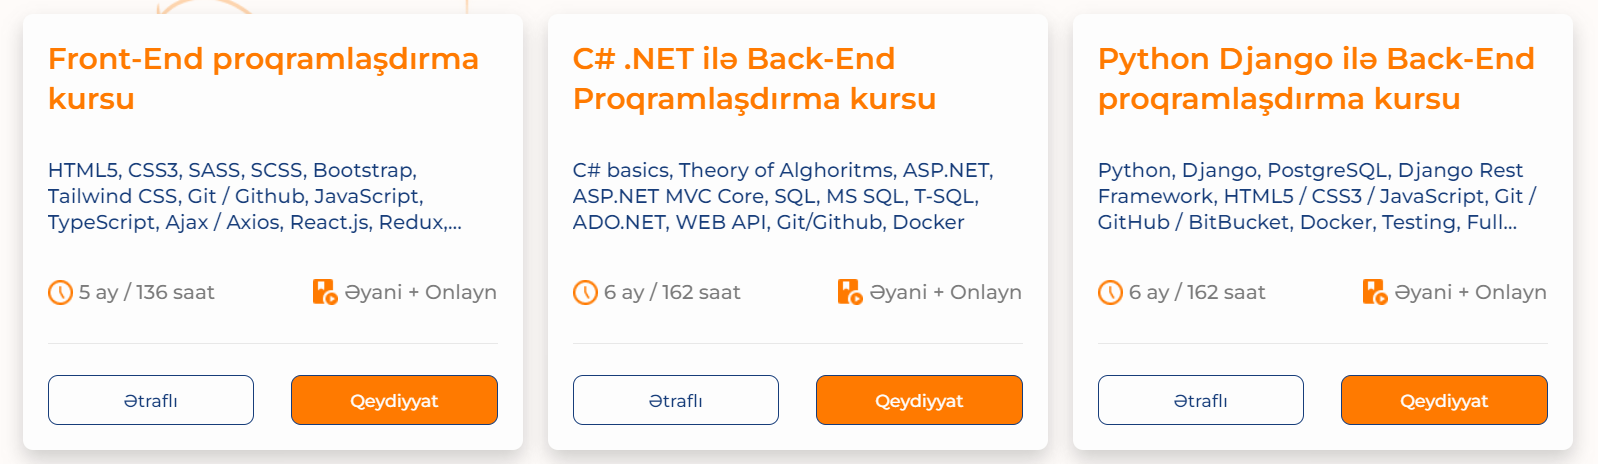 Front-End proqramlaşdırma
kursu
HTML5, CSS3, SASS, SCSS, Bootstrap,
Tailwind CSS, Git / Github, JavaScript,
TypeScript, Ajax / Axios, React.js, Redux,...
5 ay / 136 saat
Əyani + Onlayn
Ətraflı
Qeydiyyat
C# .NET ilə Back-End
Proqramlaşdırma kursu
C# basics, Theory of Alghoritms, ASP.NET,
ASP.NET MVC Core, SQL, MS SQL, T-SQL,
ADO.NET, WEB API, Git/Github, Docker
6 ay / 162 saat
Əyani + Onlayn
Ətraflı
Qeydiyyat
Python Django ilə Back-End
proqramlaşdırma kursu
Python, Django, PostgreSQL, Django Rest
Framework, HTML5 / CSS3 / JavaScript, Git /
GitHub / BitBucket, Docker, Testing, Full...
6 ay / 162 saat
Əyani + Onlayn
Ətraflı
Qeydiyyat